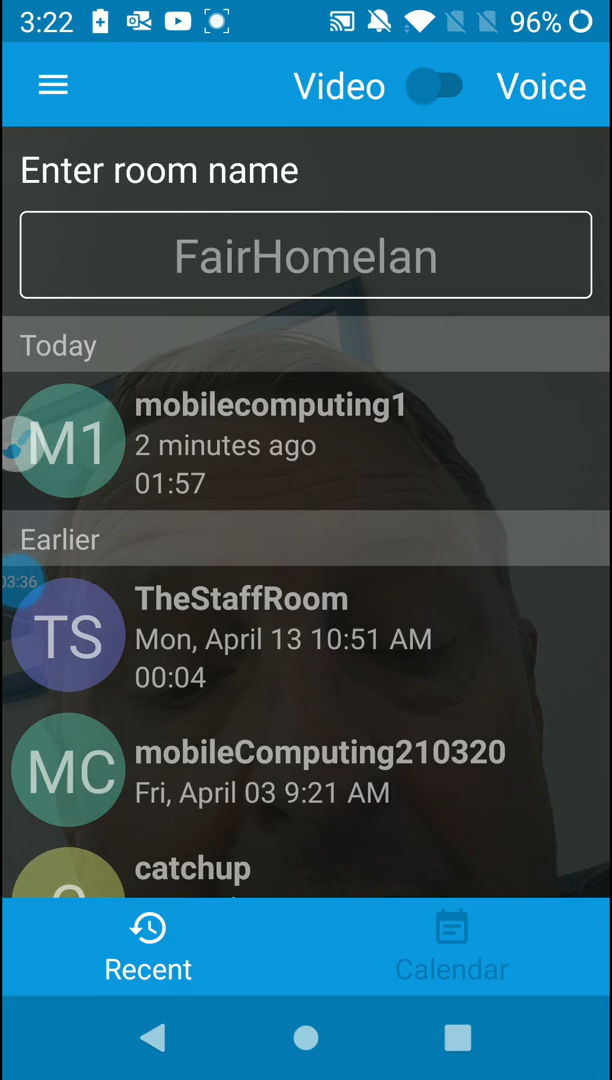 3:22 96%
Video Voice
Enter room name
FairHomelan
Today
M1
mobilecomputing1
2 minutes ago
01:57
Earlier
03:36
TS
TheStaffRoom
Mon, April 13 10:51 AM
00:04
MC
mobileComputing210320
Fri, April 03 9:21 AM
catchup
Recent Calendar